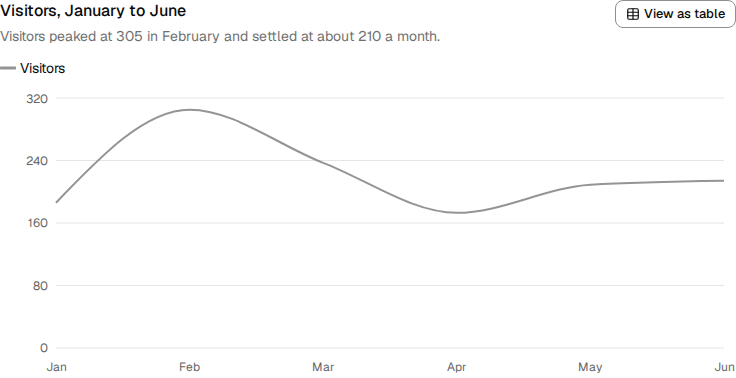 Visitors, January to June
View as table
Visitors peaked at 305 in February and settled at about 210 a month.
Visitors
320
240
160
80
0
Jan Feb Mar Apr May Jun